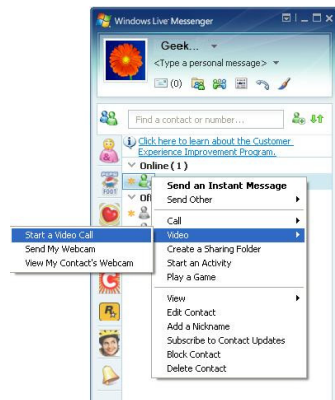 Windows Live Messenger
Geek...
<Type a personal message>
(0)
Find a contact or number...
Click here to learn about the Customer
Experience Improvement Program.
Online (1)
Send an Instant Message
Send Other
Call
Video
Create a Sharing Folder
Start an Activity
Play a Game
View
Edit Contact
Add a Nickname
Subscribe to Contact Updates
Block Contact
Delete Contact
Start a Video Call
Send My Webcam
View My Contact's Webcam